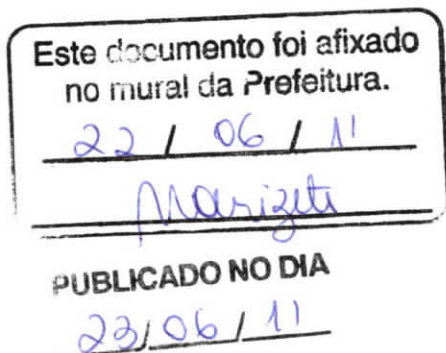 Este documento foi afixado
no mural da Prefeitura.
22 / 06 / 11
Marizete
PUBLICADO NO DIA
23/06/11